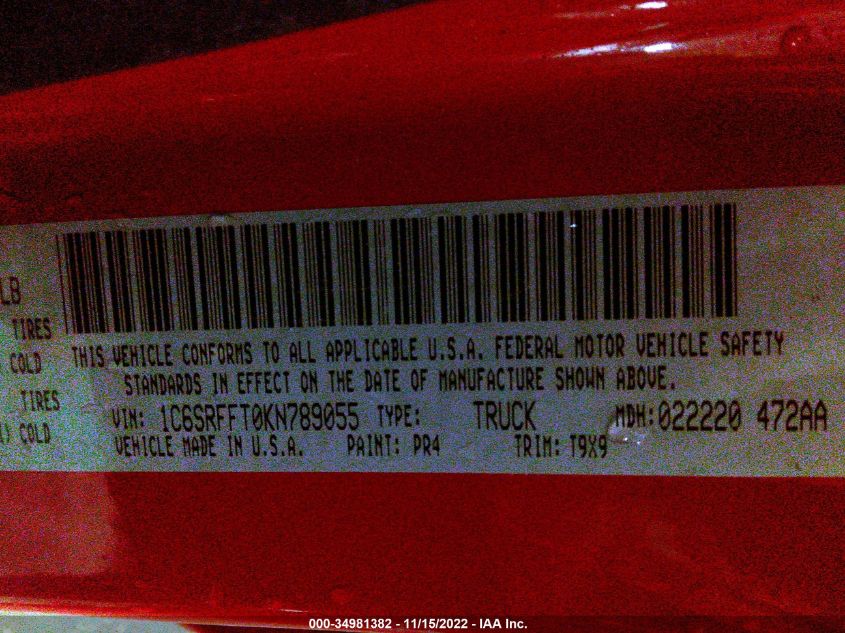 LB
TIRES
COLD
TIRES
) COLD
THIS VEHICLE CONFORMS TO ALL APPLICABLE U.S.A. FEDERAL MOTOR VEHICLE SAFETY
STANDARDS IN EFFECT ON THE DATE OF MANUFACTURE SHOWN ABOVE.
VIN: 1C6SRFFT0KN789055 TYPE: TRUCK MDH:022220 472AA
VEHICLE MADE IN U.S.A. PAINT: PR4 TRIM: T9X9
000-34981382 - 11/15/2022 - IAA Inc.